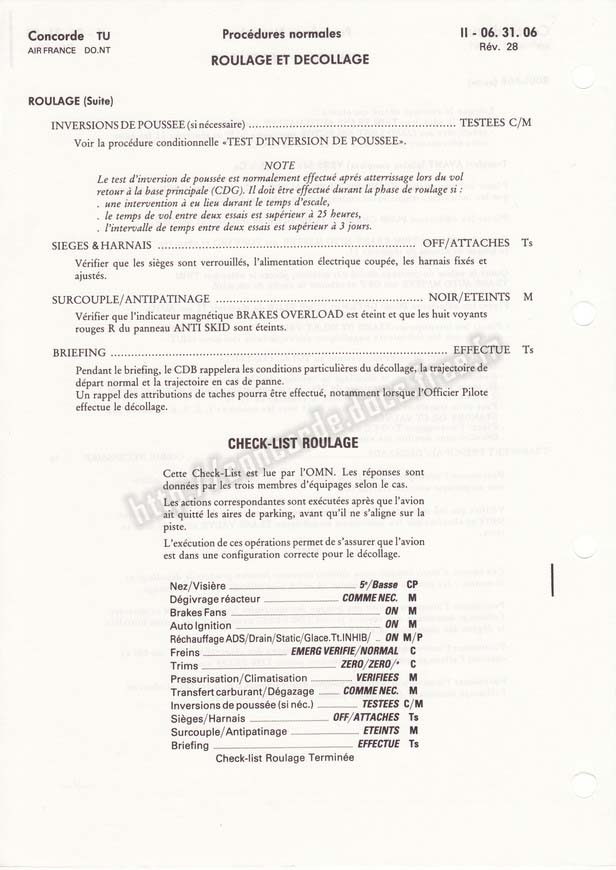 Concorde TU
AIR FRANCE DO.NT
Procédures normales
ROULAGE ET DECOLLAGE
II - 06. 31. 06
Rév. 28
ROULAGE (Suite)
INVERSIONS DE POUSSEE (si nécessaire) ........ TESTEES C/M
Voir la procédure conditionnelle «TEST D'INVERSION DE POUSSEE».
NOTE
Le test d'inversion de poussée est normalement effectué après atterrissage lors du vol
retour à la base principale (CDG). Il doit être effectué durant la phase de roulage si :
. une intervention à eu lieu durant le temps d'escale,
. le temps de vol entre deux essais est supérieur à 25 heures,
. l'intervalle de temps entre deux essais est supérieur à 3 jours.
SIEGES & HARNAIS ........ OFF/ATTACHES Ts
Vérifier que les sièges sont verrouillés, l'alimentation électrique coupée, les harnais fixés et
ajustés.
SURCOUPLE/ANTIPATINAGE ........ NOIR/ETEINTS M
Vérifier que l'indicateur magnétique BRAKES OVERLOAD est éteint et que les huit voyants
rouges R du panneau ANTI SKID sont éteints.
BRIEFING ........ EFFECTUE Ts
Pendant le briefing, le CDB rappelera les conditions particulières du décollage, la trajectoire de
départ normal et la trajectoire en cas de panne.
Un rappel des attributions de taches pourra être effectué, notamment lorsque l'Officier Pilote
effectue le décollage.
CHECK-LIST ROULAGE
Cette Check-List est lue par l'OMN. Les réponses sont
données par les trois membres d'équipages selon le cas.
Les actions correspondantes sont exécutées après que l'avion
ait quitté les aires de parking, avant qu'il ne s'aligne sur la
piste.
L'exécution de ces opérations permet de s'assurer que l'avion
est dans une configuration correcte pour le décollage.
Nez/Visière 5°/Basse CP
Dégivrage réacteur COMME NEC. M
Brakes Fans ON M
Auto Ignition ON M
Réchauffage ADS/Drain/Static/Glace.Tt.INHIB/ ON M/P
Freins EMERG VERIFIE/NORMAL C
Trims ZERO/ZERO/* C
Pressurisation/Climatisation VERIFIEES M
Transfert carburant/Dégazage COMME NEC. M
Inversions de poussée (si néc.) TESTEES C/M
Sièges/Harnais OFF/ATTACHES Ts
Surcouple/Antipatinage ETEINTS M
Briefing EFFECTUE Ts
Check-list Roulage Terminée